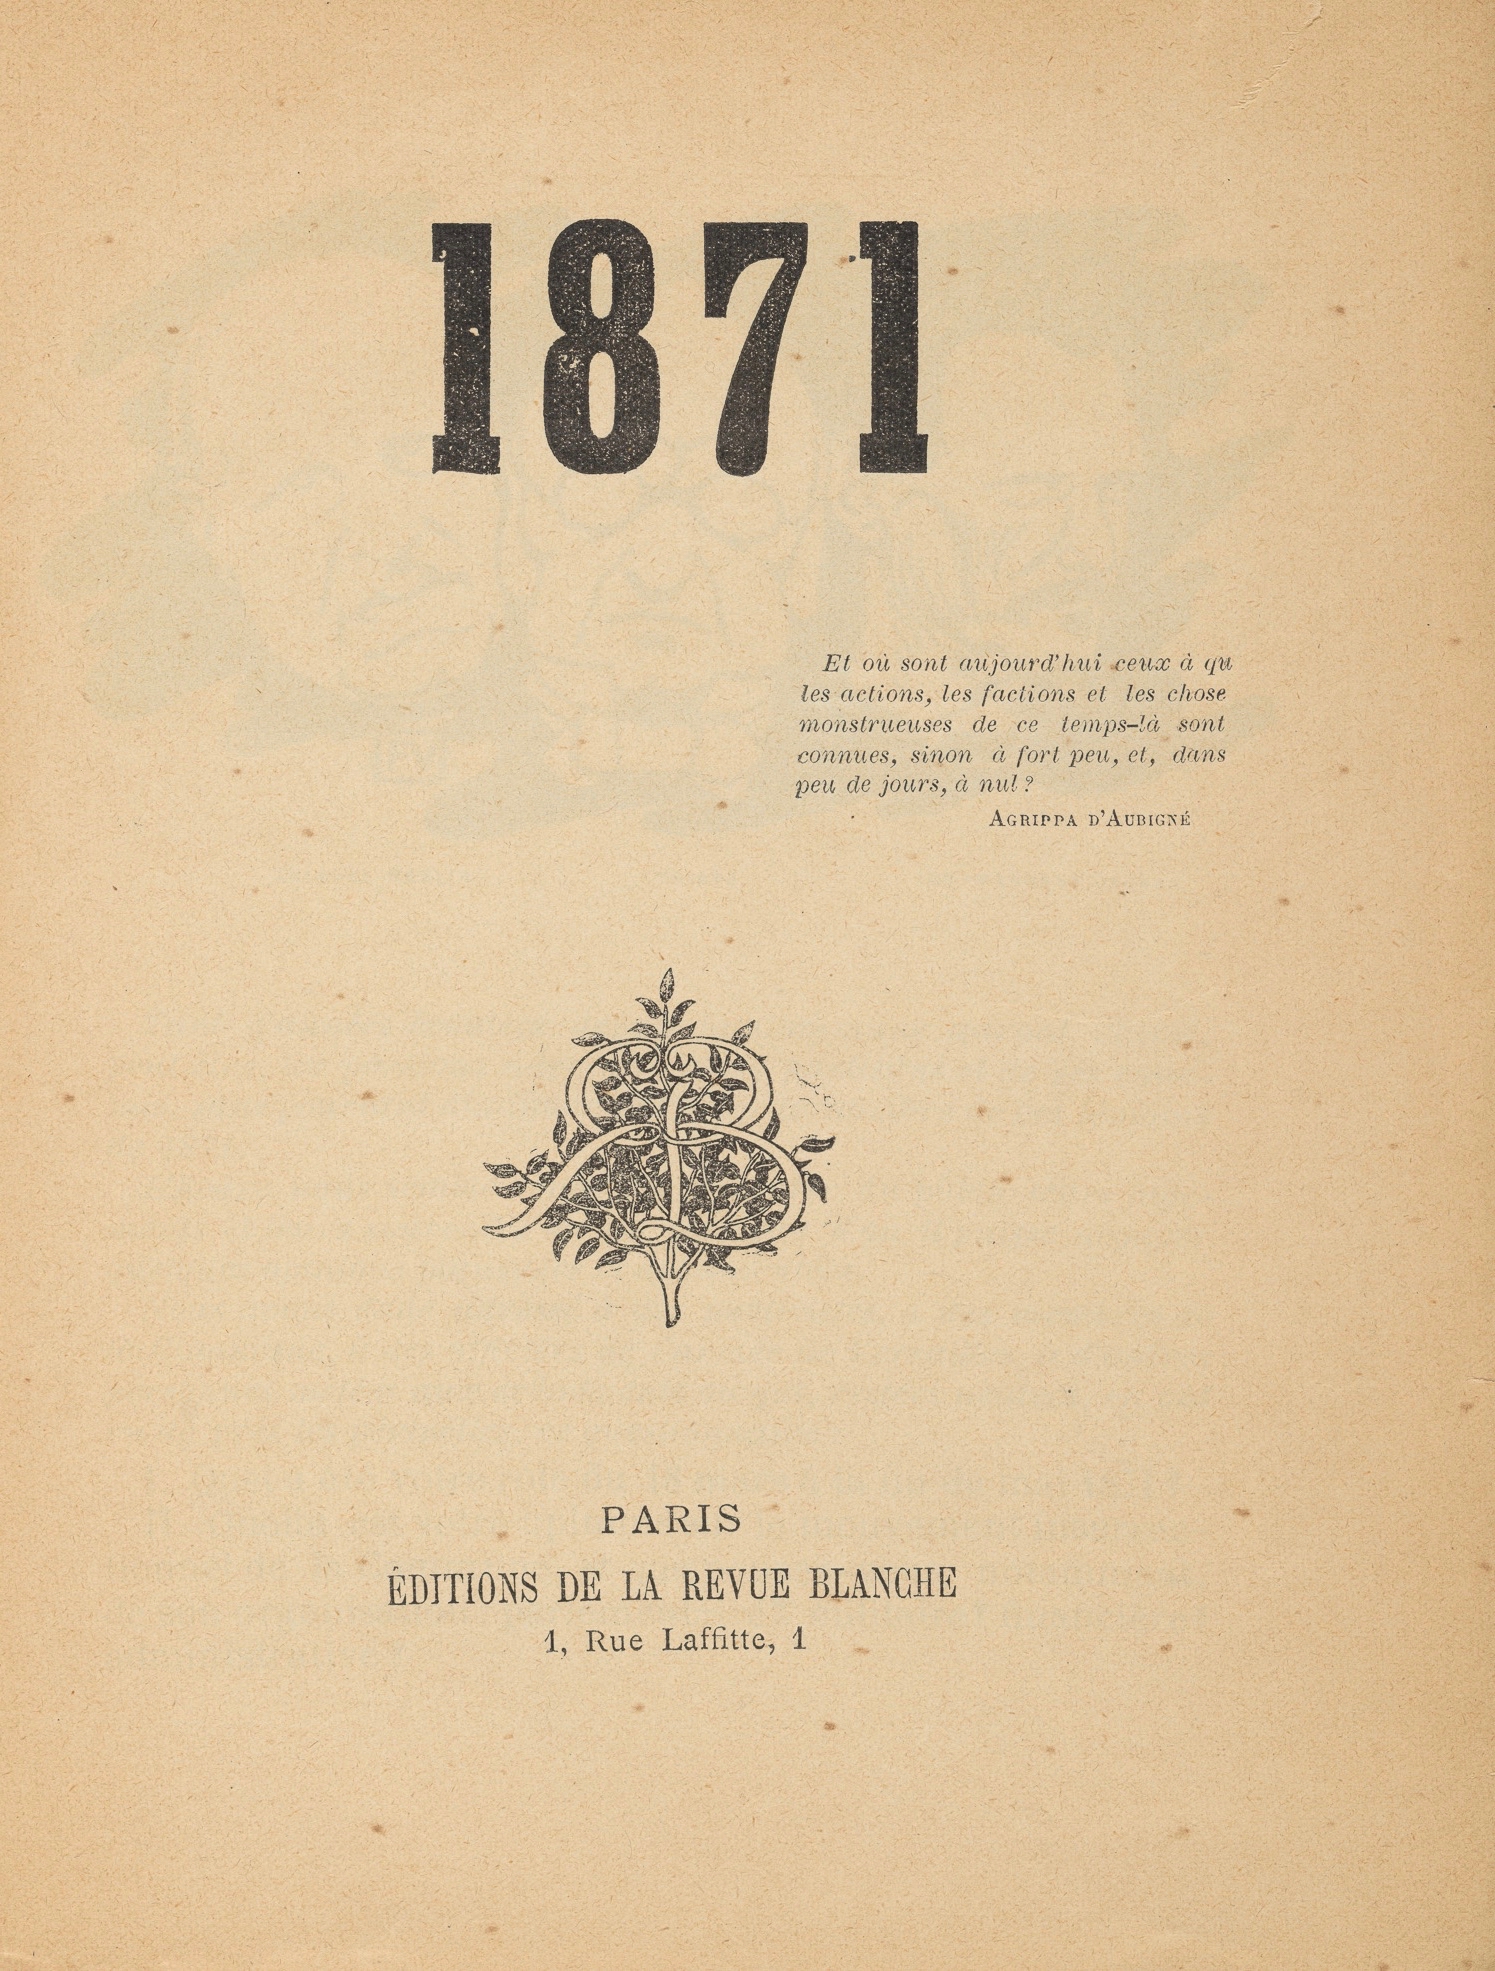 1871
Et où sont aujourd'hui ceux à qu
les actions, les factions et les chose
monstrueuses de ce temps-là sont
connues, sinon à fort peu, et, dans
peu de jours, à nul ?
AGRIPPA D'AUBIGNÉ
RB
PARIS
ÉDITIONS DE LA REVUE BLANCHE
1, Rue Laffitte, 1